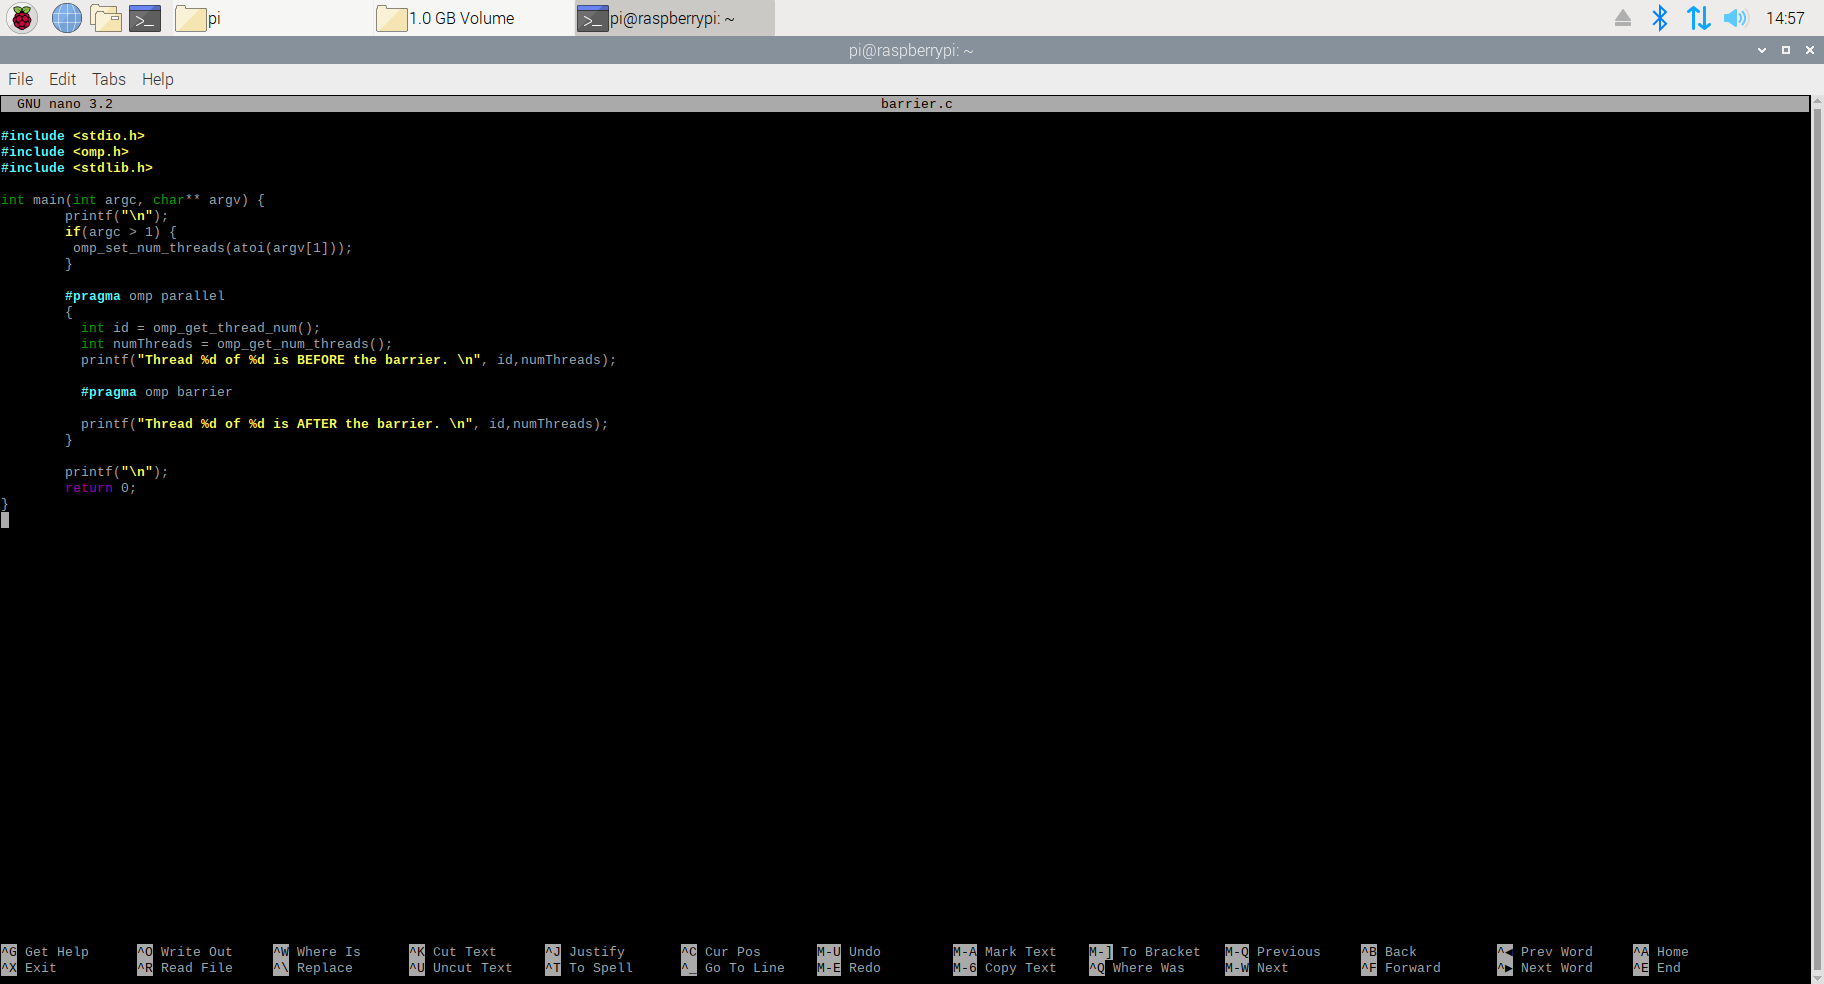 pi 1.0 GB Volume pi@raspberrypi: ~ 14:57
pi@raspberrypi: ~
File Edit Tabs Help
GNU nano 3.2 barrier.c
#include <stdio.h>
#include <omp.h>
#include <stdlib.h>
int main(int argc, char** argv) {
printf("\n");
if(argc > 1) {
omp_set_num_threads(atoi(argv[1]));
}
#pragma omp parallel
{
int id = omp_get_thread_num();
int numThreads = omp_get_num_threads();
printf("Thread %d of %d is BEFORE the barrier. \n", id,numThreads);
#pragma omp barrier
printf("Thread %d of %d is AFTER the barrier. \n", id,numThreads);
}
printf("\n");
return 0;
}
^G Get Help ^O Write Out ^W Where Is ^K Cut Text ^J Justify ^C Cur Pos M-U Undo M-A Mark Text M-] To Bracket M-Q Previous ^B Back ^◀ Prev Word ^A Home
^X Exit ^R Read File ^\ Replace ^U Uncut Text ^T To Spell ^_ Go To Line M-E Redo M-6 Copy Text ^Q Where Was M-W Next ^F Forward ^▶ Next Word ^E End